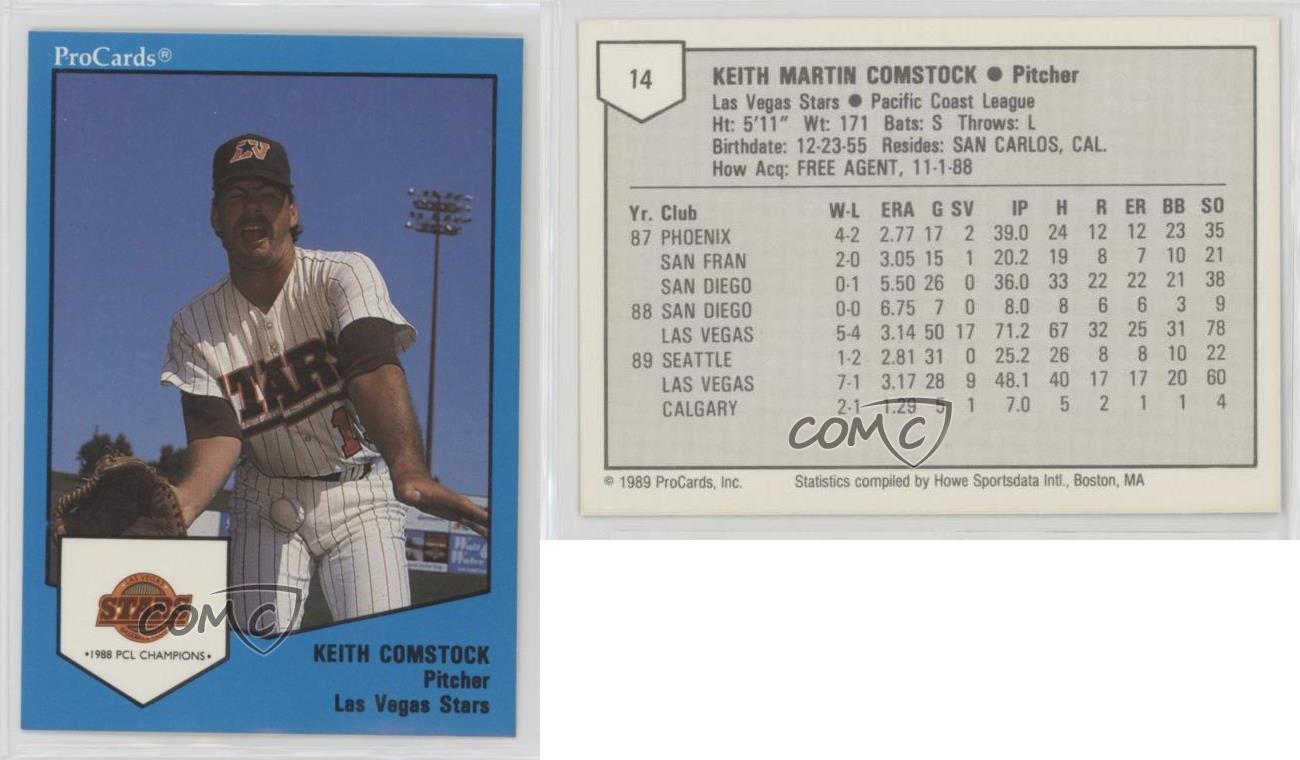 ProCards®
LV
STARS
1
LAS VEGAS
STARS
•1988 PCL CHAMPIONS•
COMC
KEITH COMSTOCK
Pitcher
Las Vegas Stars
14
KEITH MARTIN COMSTOCK ● Pitcher
Las Vegas Stars ● Pacific Coast League
Ht: 5'11" Wt: 171 Bats: S Throws: L
Birthdate: 12-23-55 Resides: SAN CARLOS, CAL.
How Acq: FREE AGENT, 11-1-88
Yr. Club W-L ERA G SV IP H R ER BB SO
87 PHOENIX 4-2 2.77 17 2 39.0 24 12 12 23 35
SAN FRAN 2-0 3.05 15 1 20.2 19 8 7 10 21
SAN DIEGO 0-1 5.50 26 0 36.0 33 22 22 21 38
88 SAN DIEGO 0-0 6.75 7 0 8.0 8 6 6 3 9
LAS VEGAS 5-4 3.14 50 17 71.2 67 32 25 31 78
89 SEATTLE 1-2 2.81 31 0 25.2 26 8 8 10 22
LAS VEGAS 7-1 3.17 28 9 48.1 40 17 17 20 60
CALGARY 2-1 1.29 5 1 7.0 5 2 1 1 4
COMC
© 1989 ProCards, Inc. Statistics compiled by Howe Sportsdata Intl., Boston, MA